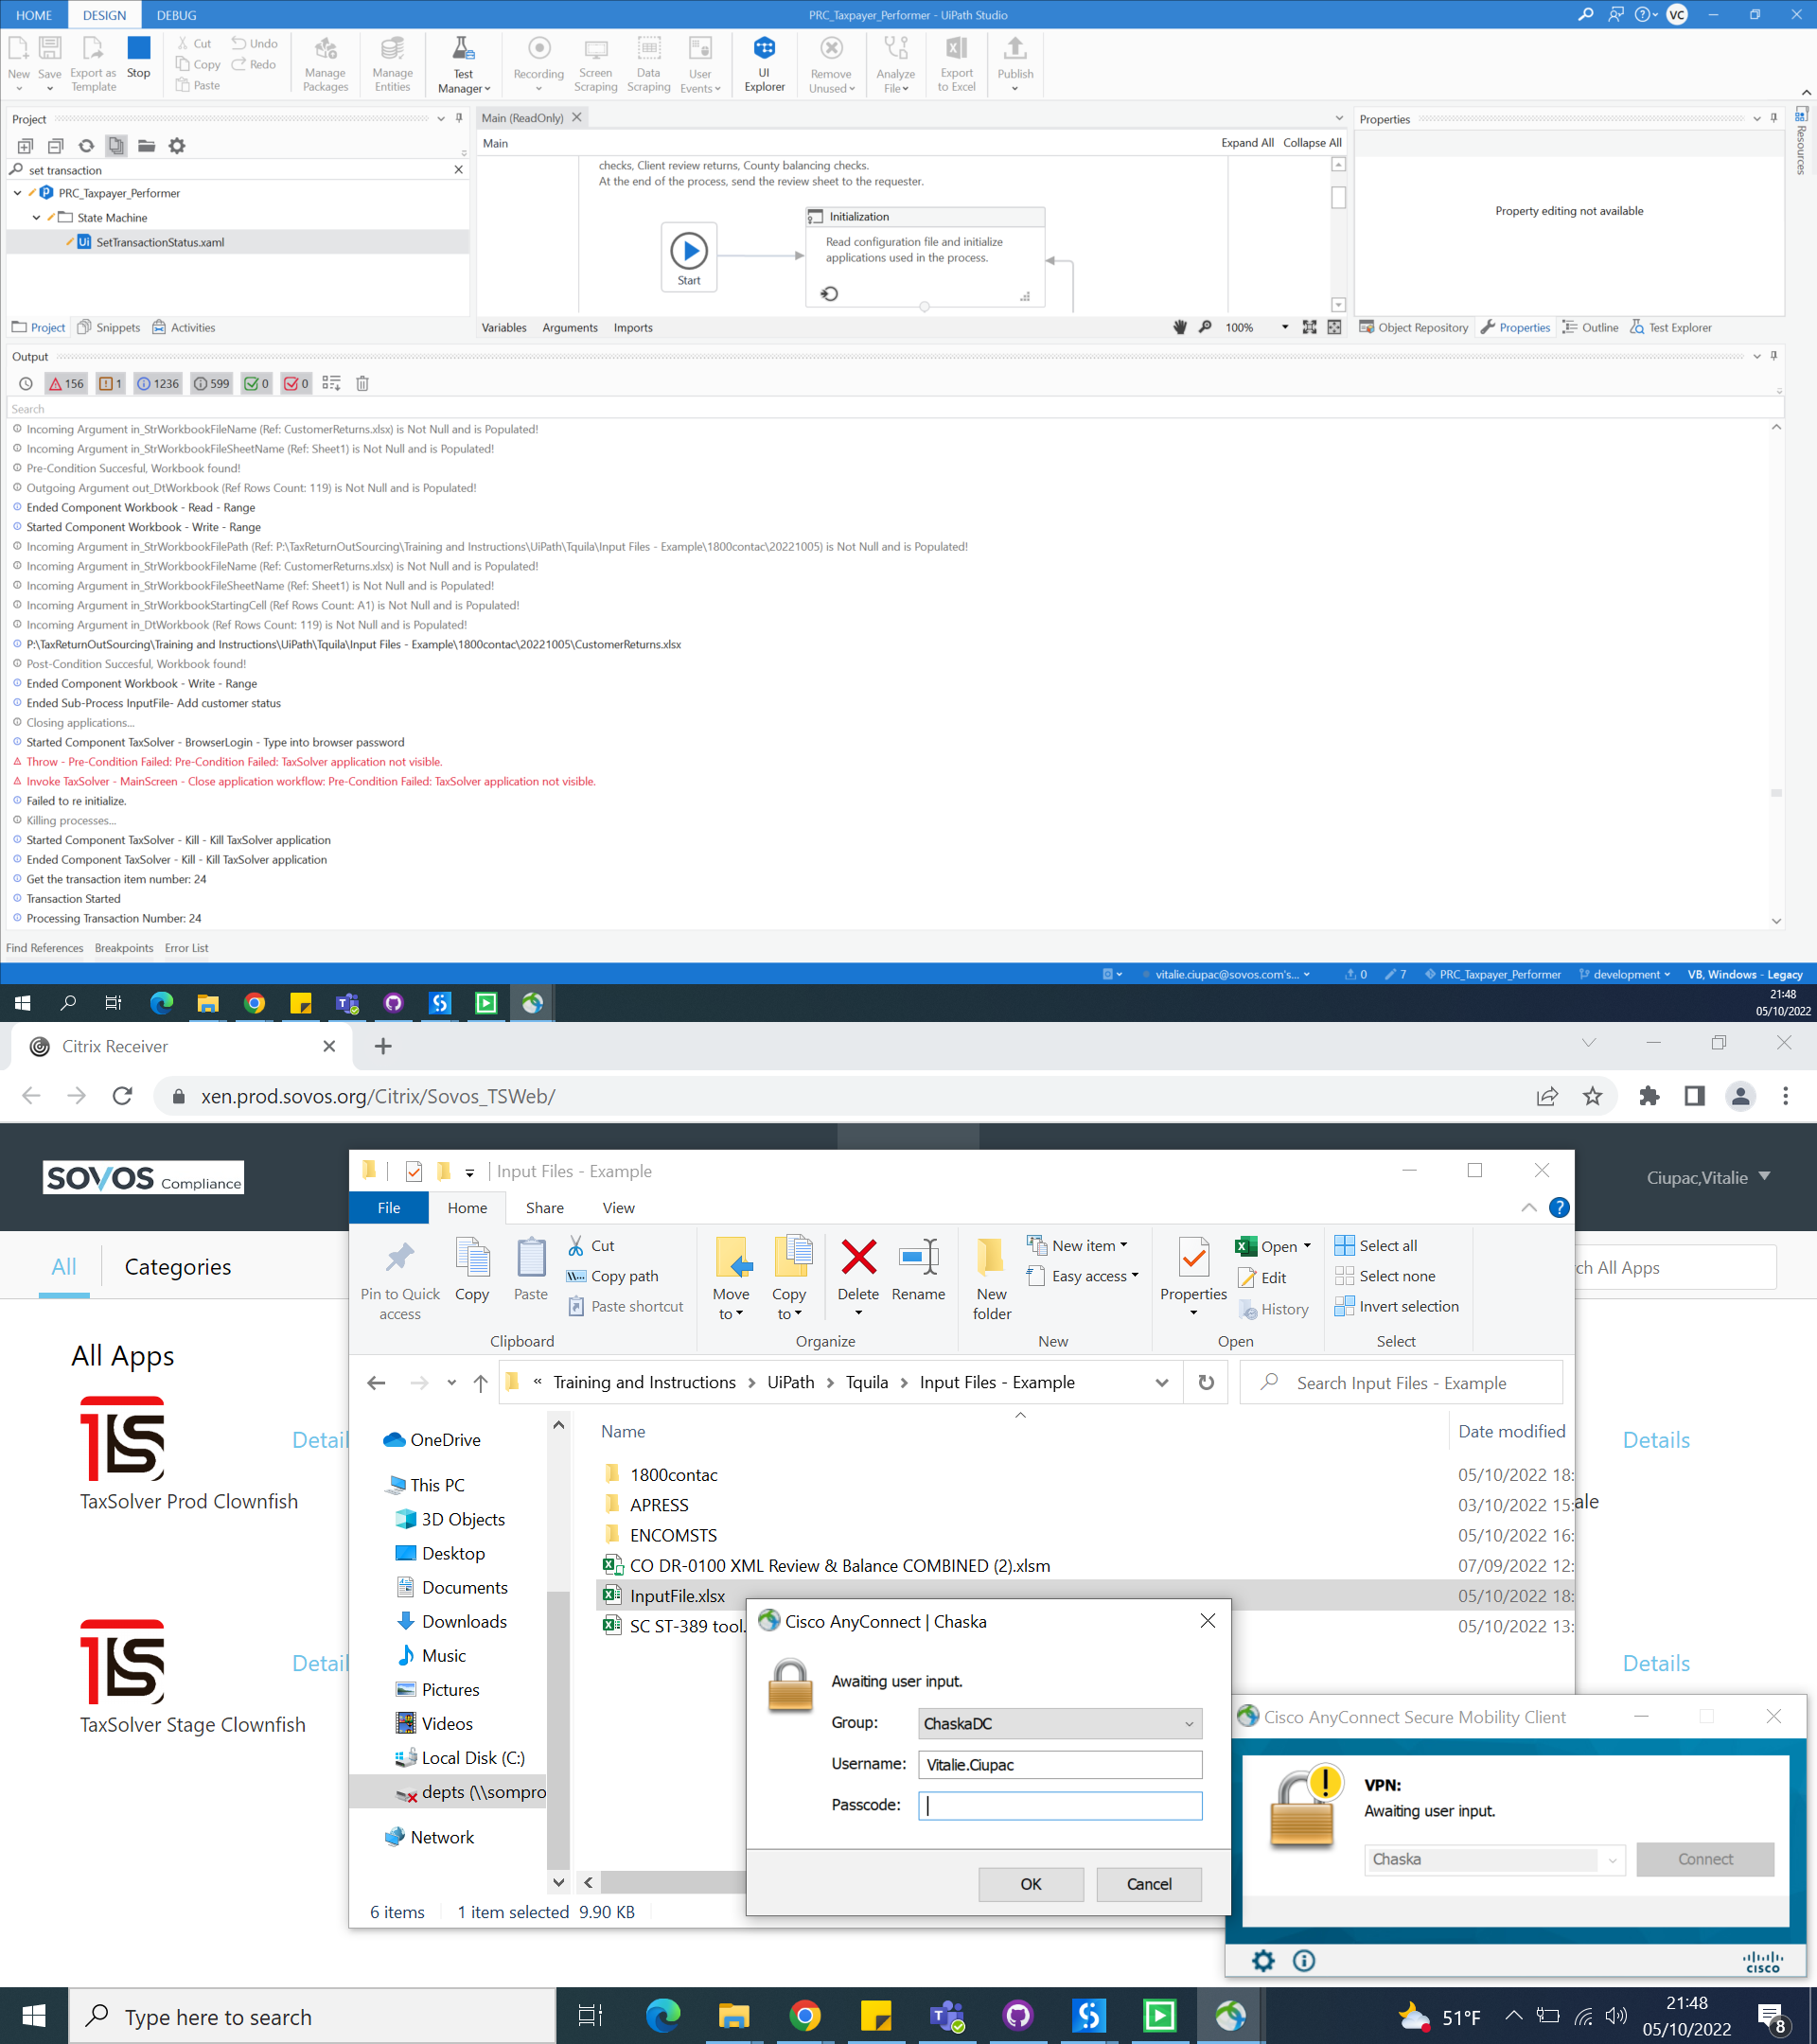 HOME DESIGN DEBUG PRC_Taxpayer_Performer - UiPath Studio VC
New Save Export as Template Stop Cut Copy Paste Undo Redo Manage Packages Manage Entities Test Manager Recording Screen Scraping Data Scraping User Events UI Explorer Remove Unused Analyze File Export to Excel Publish
Project
set transaction
PRC_Taxpayer_Performer
State Machine
SetTransactionStatus.xaml
Project Snippets Activities
Main (ReadOnly)
Main Expand All Collapse All
checks, Client review returns, County balancing checks.
At the end of the process, send the review sheet to the requester.
Start
Initialization
Read configuration file and initialize
applications used in the process.
Variables Arguments Imports 100%
Properties
Resources
Property editing not available
Object Repository Properties Outline Test Explorer
Output
156 1 1236 599 0 0
Search
Incoming Argument in_StrWorkbookFileName (Ref: CustomerReturns.xlsx) is Not Null and is Populated!
Incoming Argument in_StrWorkbookFileSheetName (Ref: Sheet1) is Not Null and is Populated!
Pre-Condition Succesful, Workbook found!
Outgoing Argument out_DtWorkbook (Ref Rows Count: 119) is Not Null and is Populated!
Ended Component Workbook - Read - Range
Started Component Workbook - Write - Range
Incoming Argument in_StrWorkbookFilePath (Ref: P:\TaxReturnOutSourcing\Training and Instructions\UiPath\Tquila\Input Files - Example\1800contac\20221005) is Not Null and is Populated!
Incoming Argument in_StrWorkbookFileName (Ref: CustomerReturns.xlsx) is Not Null and is Populated!
Incoming Argument in_StrWorkbookFileSheetName (Ref: Sheet1) is Not Null and is Populated!
Incoming Argument in_StrWorkbookStartingCell (Ref Rows Count: A1) is Not Null and is Populated!
Incoming Argument in_DtWorkbook (Ref Rows Count: 119) is Not Null and is Populated!
P:\TaxReturnOutSourcing\Training and Instructions\UiPath\Tquila\Input Files - Example\1800contac\20221005\CustomerReturns.xlsx
Post-Condition Succesful, Workbook found!
Ended Component Workbook - Write - Range
Ended Sub-Process InputFile- Add customer status
Closing applications...
Started Component TaxSolver - BrowserLogin - Type into browser password
Throw - Pre-Condition Failed: Pre-Condition Failed: TaxSolver application not visible.
Invoke TaxSolver - MainScreen - Close application workflow: Pre-Condition Failed: TaxSolver application not visible.
Failed to re initialize.
Killing processes...
Started Component TaxSolver - Kill - Kill TaxSolver application
Ended Component TaxSolver - Kill - Kill TaxSolver application
Get the transaction item number: 24
Transaction Started
Processing Transaction Number: 24
Find References Breakpoints Error List
vitalie.ciupac@sovos.com's... 0 7 PRC_Taxpayer_Performer development VB, Windows - Legacy
21:48
05/10/2022
Citrix Receiver
xen.prod.sovos.org/Citrix/Sovos_TSWeb/
SOVOS Compliance
Ciupac,Vitalie
All Categories
ch All Apps
All Apps
Detail
TaxSolver Prod Clownfish
Detail
TaxSolver Stage Clownfish
Details
ale
Details
Input Files - Example
File Home Share View
Pin to Quick access Copy Paste Cut Copy path Paste shortcut Move to Copy to Delete Rename New folder New item Easy access Properties Open Edit History Select all Select none Invert selection
Clipboard Organize New Open Select
« Training and Instructions > UiPath > Tquila > Input Files - Example
Search Input Files - Example
OneDrive
This PC
3D Objects
Desktop
Documents
Downloads
Music
Pictures
Videos
Local Disk (C:)
depts (\\sompro
Network
Name Date modified
1800contac 05/10/2022 18:
APRESS 03/10/2022 15:
ENCOMSTS 05/10/2022 16:
CO DR-0100 XML Review & Balance COMBINED (2).xlsm 07/09/2022 12:
InputFile.xlsx 05/10/2022 18:
SC ST-389 tool. 05/10/2022 13:
6 items 1 item selected 9.90 KB
Cisco AnyConnect | Chaska
Awaiting user input.
Group: ChaskaDC
Username: Vitalie.Ciupac
Passcode:
OK Cancel
Cisco AnyConnect Secure Mobility Client
VPN:
Awaiting user input.
Chaska Connect
CISCO
Type here to search
51°F
21:48
05/10/2022
8